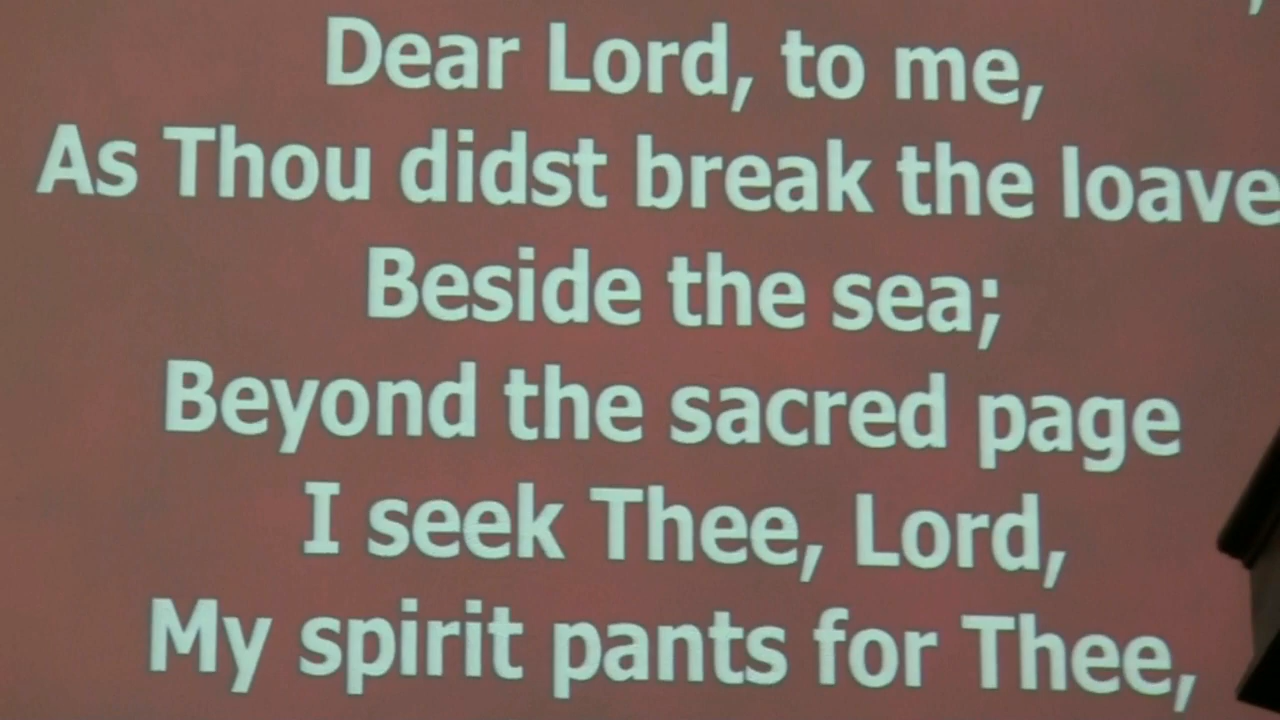 Dear Lord, to me,
As Thou didst break the loave
Beside the sea;
Beyond the sacred page
I seek Thee, Lord,
My spirit pants for Thee,